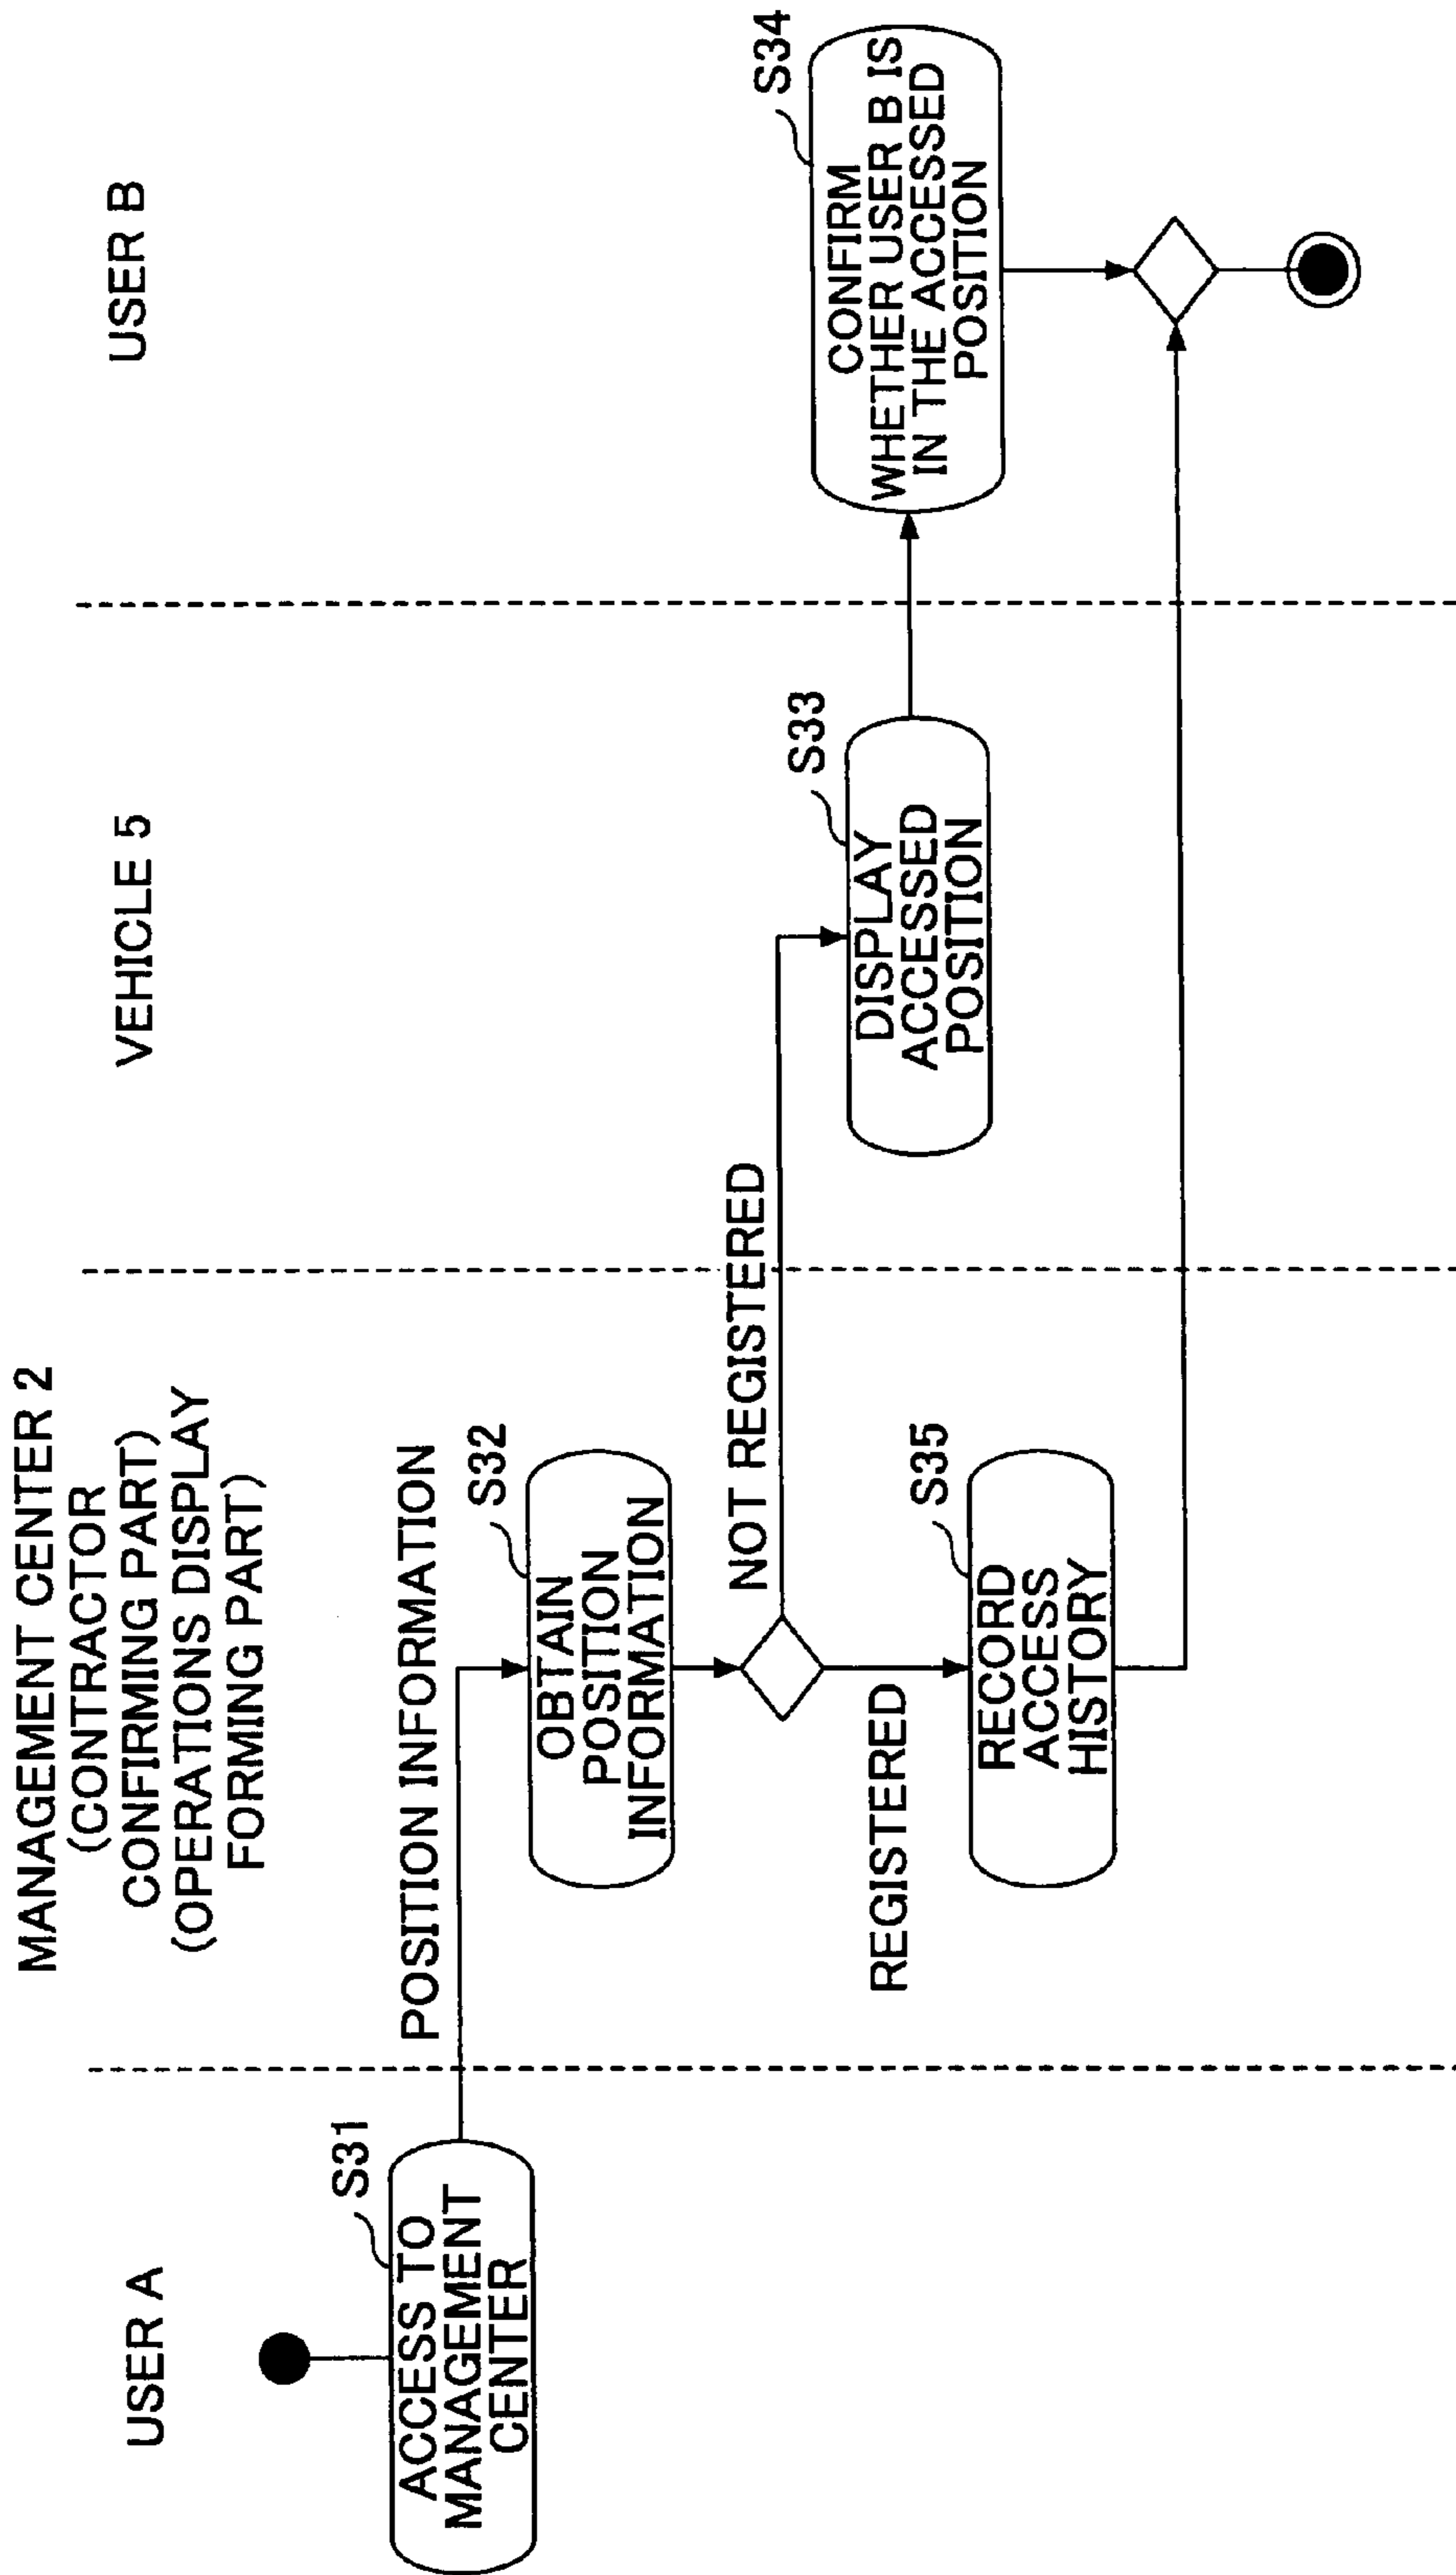 USER A
MANAGEMENT CENTER 2
(CONTRACTOR
CONFIRMING PART)
(OPERATIONS DISPLAY
FORMING PART)
VEHICLE 5
USER B
S31
ACCESS TO
MANAGEMENT
CENTER
POSITION INFORMATION
S32
OBTAIN
POSITION
INFORMATION
NOT REGISTERED
S33
DISPLAY
ACCESSED
POSITION
S34
CONFIRM
WHETHER USER B IS
IN THE ACCESSED
POSITION
REGISTERED
S35
RECORD
ACCESS
HISTORY